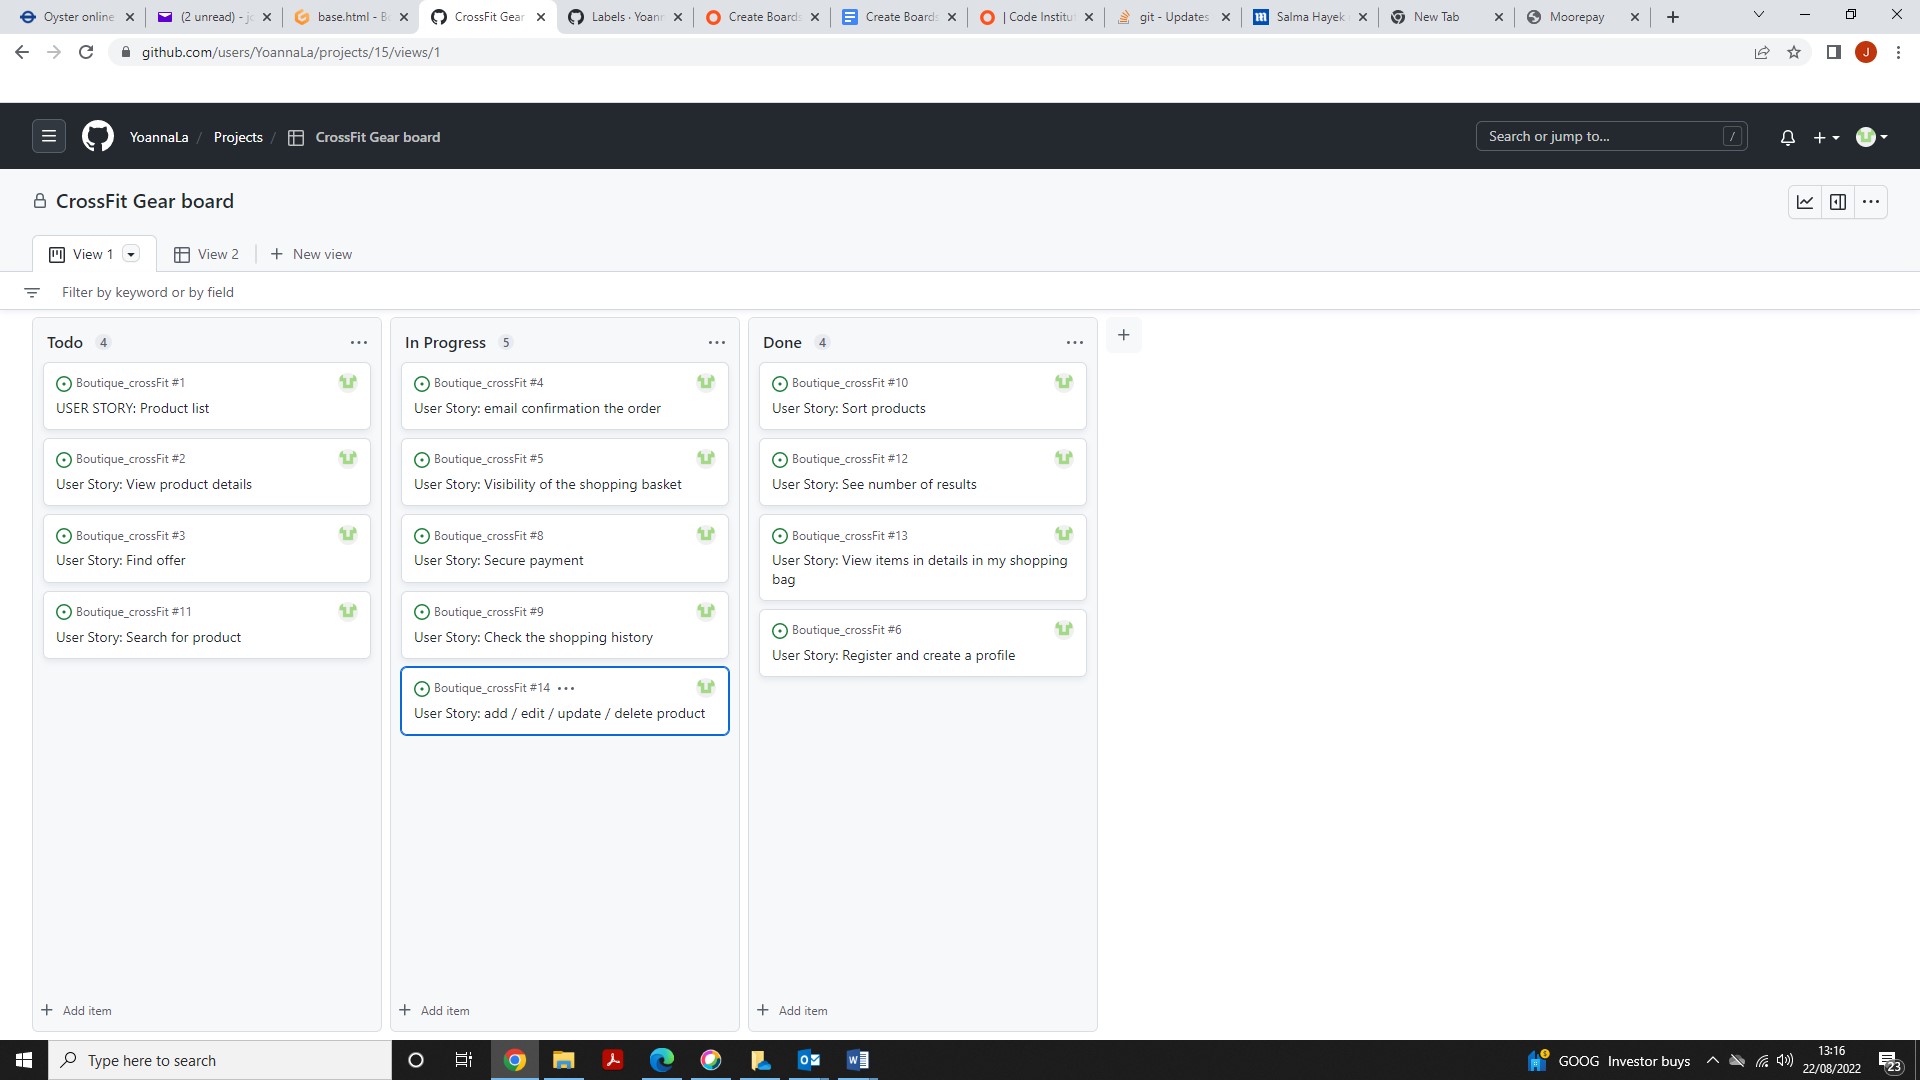 Oyster online
(2 unread) - jo
base.html - B
CrossFit Gear
Labels · Yoann
Create Boards
Create Boards
| Code Institu
git - Updates
Salma Hayek
New Tab
Moorepay
github.com/users/YoannaLa/projects/15/views/1
J
YoannaLa / Projects / CrossFit Gear board
Search or jump to...
/
CrossFit Gear board
View 1
View 2
New view
Filter by keyword or by field
Todo 4
Boutique_crossFit #1
USER STORY: Product list
Boutique_crossFit #2
User Story: View product details
Boutique_crossFit #3
User Story: Find offer
Boutique_crossFit #11
User Story: Search for product
Add item
In Progress 5
Boutique_crossFit #4
User Story: email confirmation the order
Boutique_crossFit #5
User Story: Visibility of the shopping basket
Boutique_crossFit #8
User Story: Secure payment
Boutique_crossFit #9
User Story: Check the shopping history
Boutique_crossFit #14
User Story: add / edit / update / delete product
Add item
Done 4
Boutique_crossFit #10
User Story: Sort products
Boutique_crossFit #12
User Story: See number of results
Boutique_crossFit #13
User Story: View items in details in my shopping
bag
Boutique_crossFit #6
User Story: Register and create a profile
Add item
Type here to search
GOOG Investor buys
13:16
22/08/2022
23